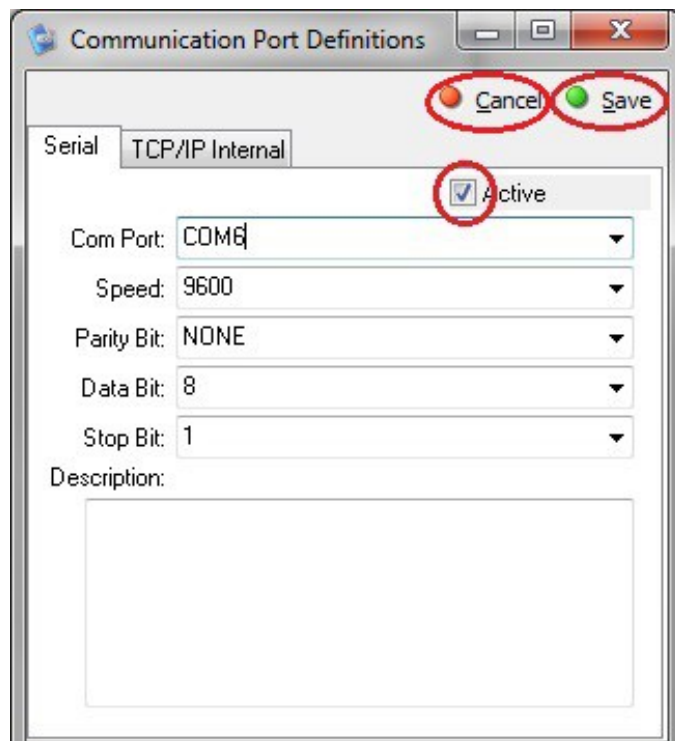 Communication Port Definitions
Cancel Save
Serial TCP/IP Internal
Active
Com Port: COM6
Speed: 9600
Parity Bit: NONE
Data Bit: 8
Stop Bit: 1
Description: